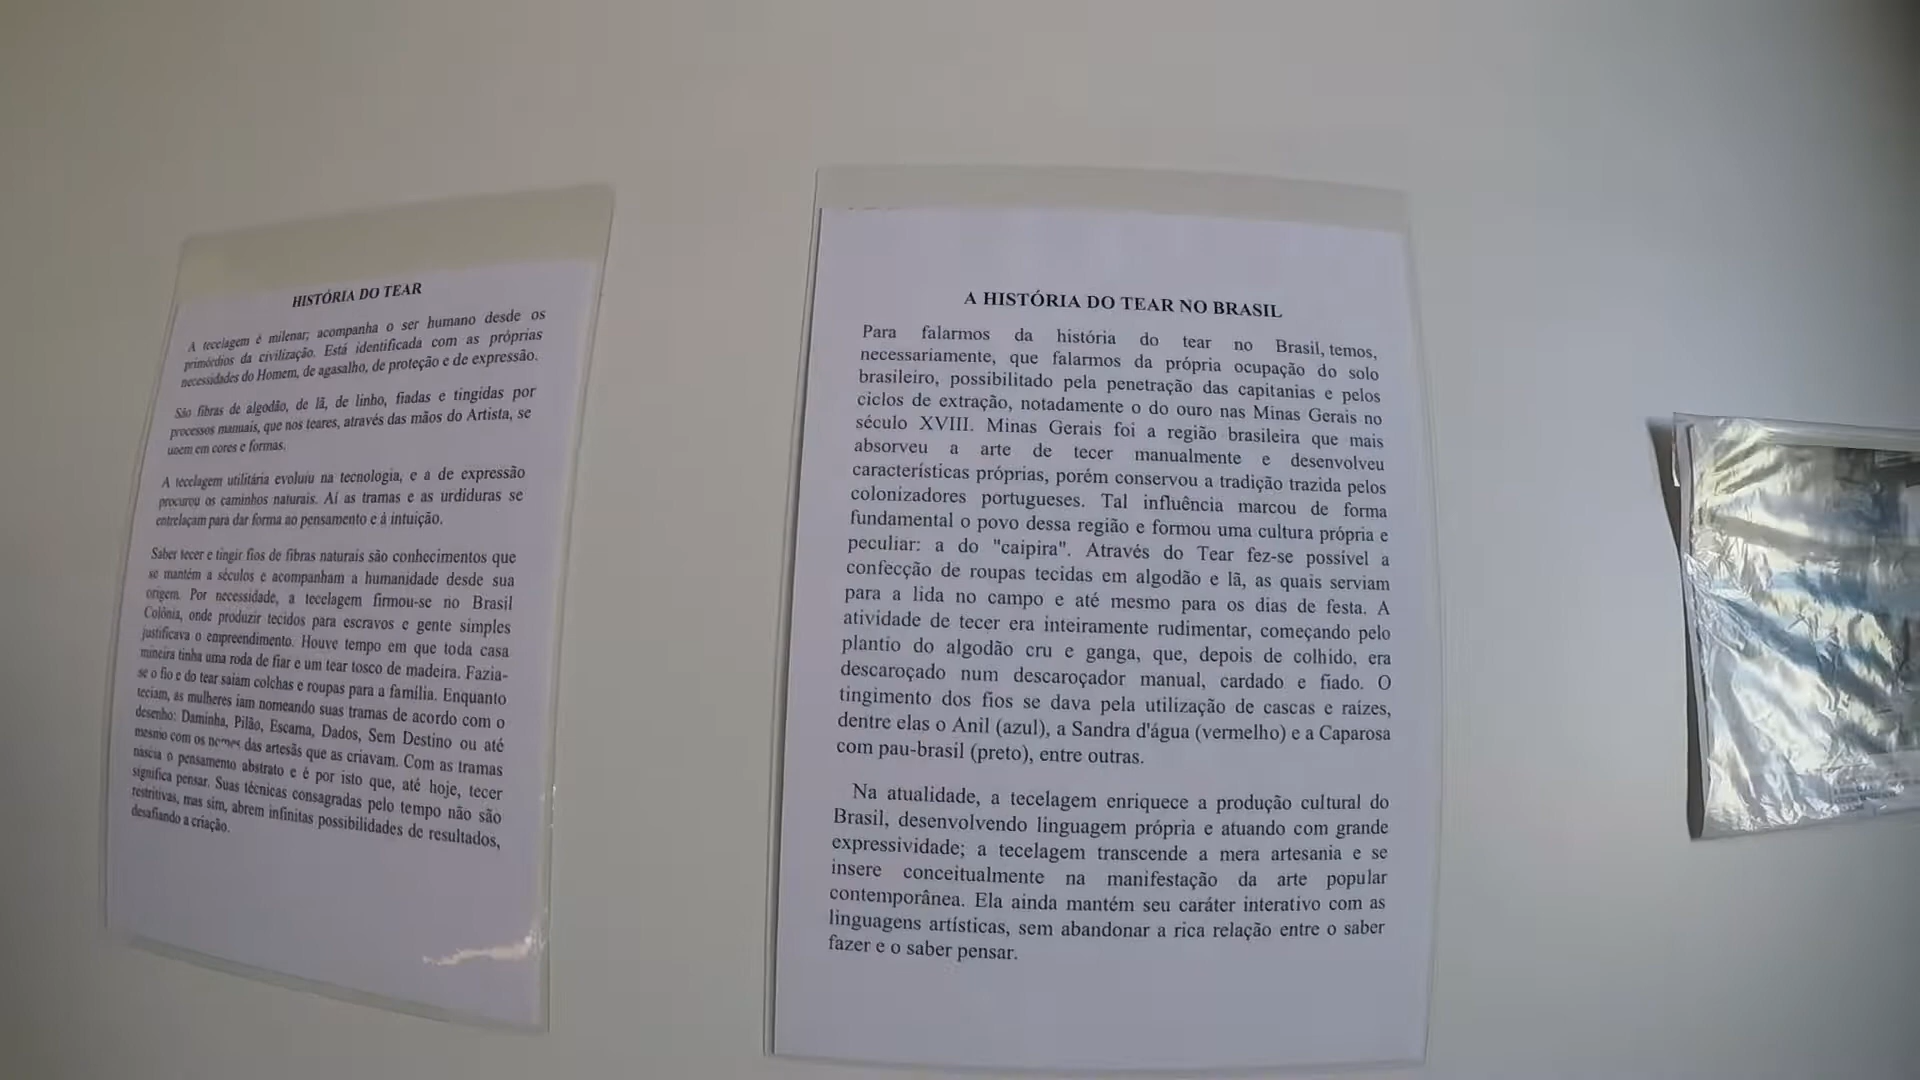 HISTÓRIA DO TEAR
A tecelagem é milenar; acompanha o ser humano desde os
primórdios da civilização. Está identificada com as próprias
necessidades do Homem, de agasalho, de proteção e de expressão.
São fibras de algodão, de lã, de linho, fiadas e tingidas por
processos manuais, que nos teares, através das mãos do Artista, se
unem em cores e formas.
A tecelagem utilitária evoluiu na tecnologia, e a de expressão
procurou os caminhos naturais. Aí as tramas e as urdiduras se
entrelaçam para dar forma ao pensamento e à intuição.
Saber tecer e tingir fios de fibras naturais são conhecimentos que
se mantém a séculos e acompanham a humanidade desde sua
origem. Por necessidade, a tecelagem firmou-se no Brasil
Colônia, onde produzir tecidos para escravos e gente simples
justificava o empreendimento. Houve tempo em que toda casa
mineira tinha uma roda de fiar e um tear tosco de madeira. Fazia-
se o fio e do tear saiam colchas e roupas para a família. Enquanto
teciam, as mulheres iam nomeando suas tramas de acordo com o
desenho: Daminha, Pilão, Escama, Dados, Sem Destino ou até
mesmo com os nomes das artesãs que as criavam. Com as tramas
nascia o pensamento abstrato e é por isto que, até hoje, tecer
significa pensar. Suas técnicas consagradas pelo tempo não são
restritivas, mas sim, abrem infinitas possibilidades de resultados,
desafiando a criação.
A HISTÓRIA DO TEAR NO BRASIL
Para falarmos da história do tear no Brasil, temos,
necessariamente, que falarmos da própria ocupação do solo
brasileiro, possibilitado pela penetração das capitanias e pelos
ciclos de extração, notadamente o do ouro nas Minas Gerais no
século XVIII. Minas Gerais foi a região brasileira que mais
absorveu a arte de tecer manualmente e desenvolveu
características próprias, porém conservou a tradição trazida pelos
colonizadores portugueses. Tal influência marcou de forma
fundamental o povo dessa região e formou uma cultura própria e
peculiar: a do "caipira". Através do Tear fez-se possível a
confecção de roupas tecidas em algodão e lã, as quais serviam
para a lida no campo e até mesmo para os dias de festa. A
atividade de tecer era inteiramente rudimentar, começando pelo
plantio do algodão cru e ganga, que, depois de colhido, era
descaroçado num descaroçador manual, cardado e fiado. O
tingimento dos fios se dava pela utilização de cascas e raízes,
dentre elas o Anil (azul), a Sandra d'água (vermelho) e a Caparosa
com pau-brasil (preto), entre outras.
Na atualidade, a tecelagem enriquece a produção cultural do
Brasil, desenvolvendo linguagem própria e atuando com grande
expressividade; a tecelagem transcende a mera artesania e se
insere conceitualmente na manifestação da arte popular
contemporânea. Ela ainda mantém seu caráter interativo com as
linguagens artísticas, sem abandonar a rica relação entre o saber
fazer e o saber pensar.